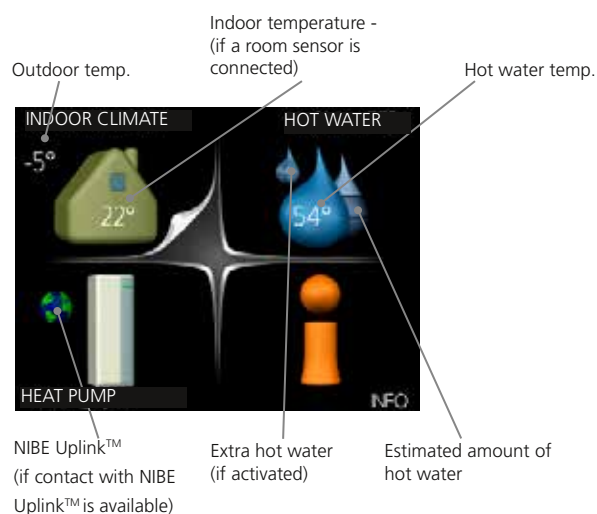 Indoor temperature -
(if a room sensor is
connected)
Outdoor temp.
Hot water temp.
INDOOR CLIMATE
HOT WATER
-5°
22°
54°
HEAT PUMP
INFO
NIBE Uplink™
(if contact with NIBE
Uplink™ is available)
Extra hot water
(if activated)
Estimated amount of
hot water